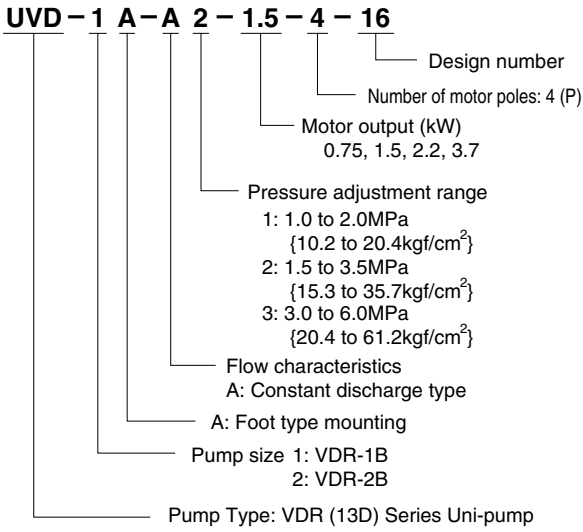 UVD – 1 A – A 2 – 1.5 – 4 – 16
Design number
Number of motor poles: 4 (P)
Motor output (kW)
0.75, 1.5, 2.2, 3.7
Pressure adjustment range
1: 1.0 to 2.0MPa
{10.2 to 20.4kgf/cm²}
2: 1.5 to 3.5MPa
{15.3 to 35.7kgf/cm²}
3: 3.0 to 6.0MPa
{20.4 to 61.2kgf/cm²}
Flow characteristics
A: Constant discharge type
A: Foot type mounting
Pump size 1: VDR-1B
2: VDR-2B
Pump Type: VDR (13D) Series Uni-pump